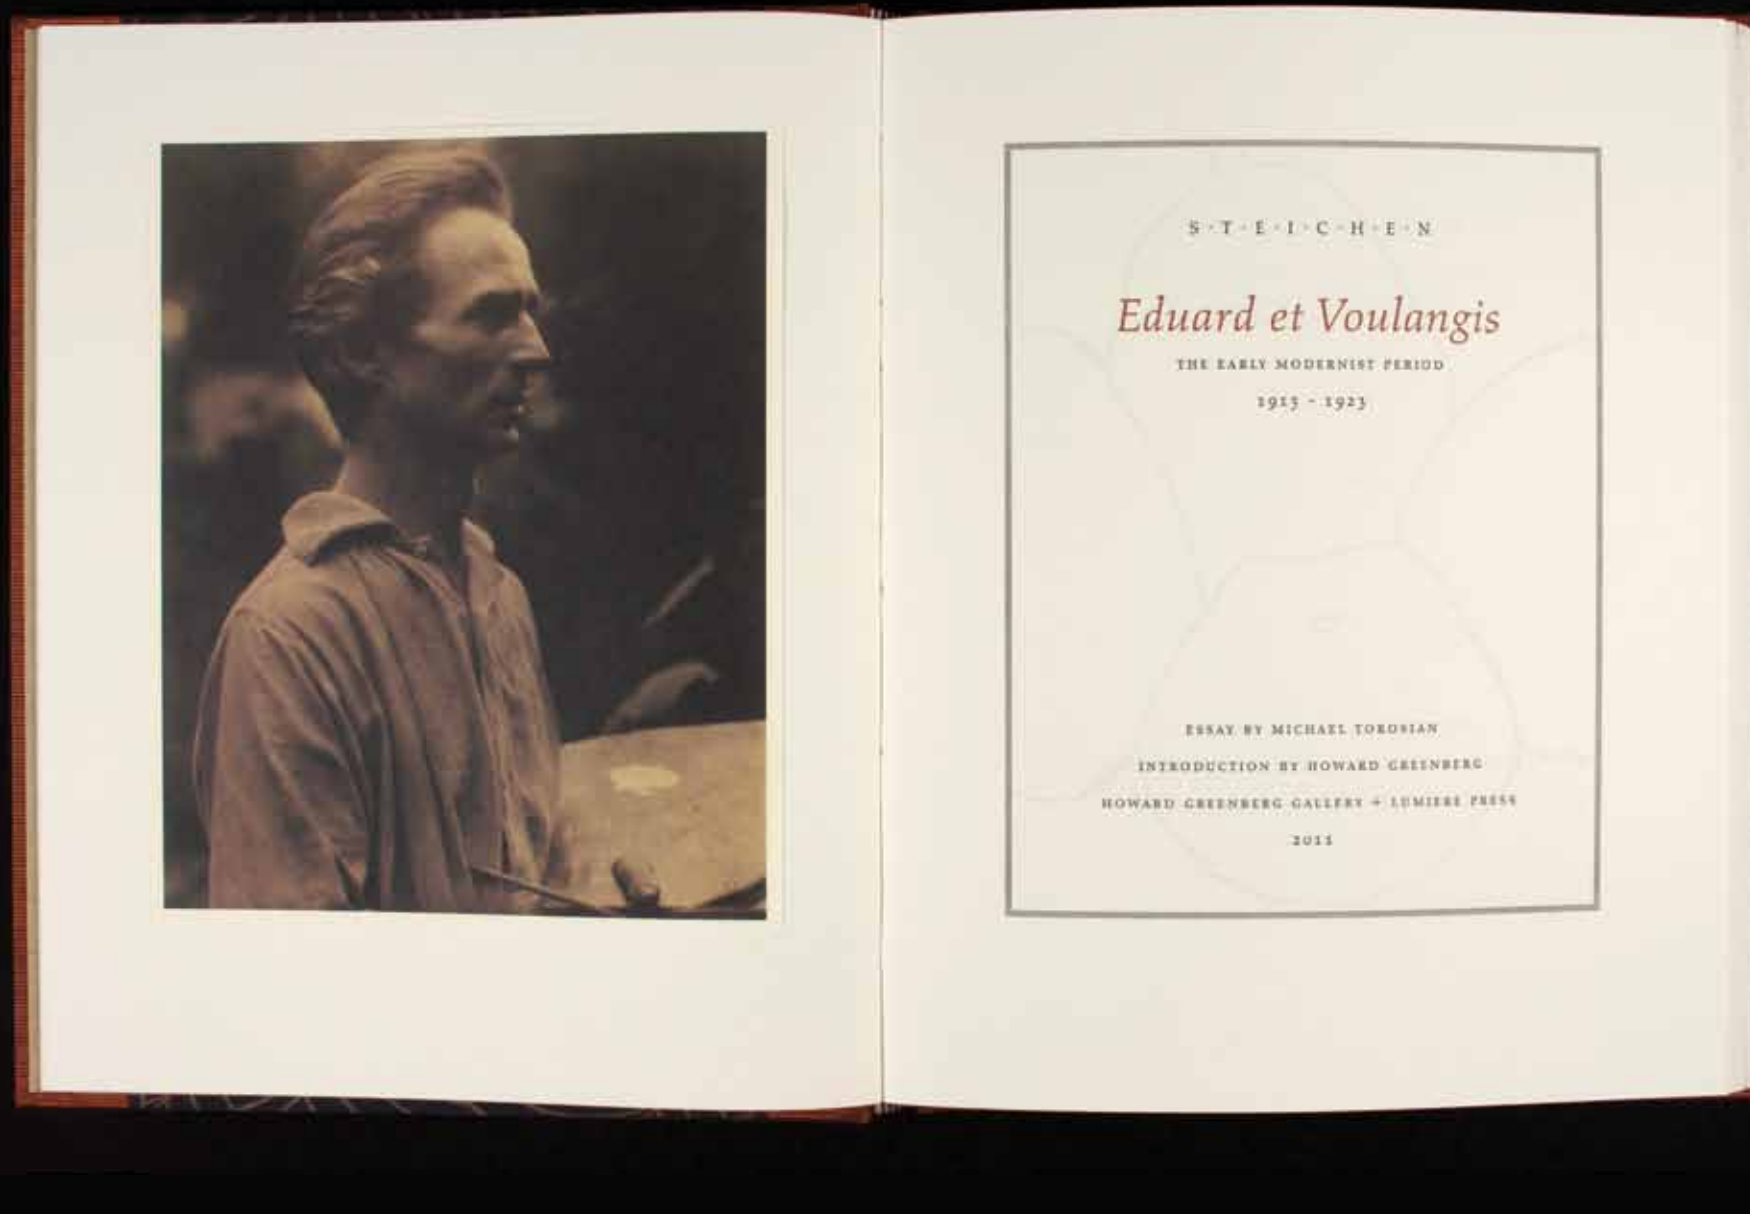 S·T·E·I·C·H·E·N
Eduard et Voulangis
THE EARLY MODERNIST PERIOD
1913 - 1923
ESSAY BY MICHAEL TOROSIAN
INTRODUCTION BY HOWARD GREENBERG
HOWARD GREENBERG GALLERY + LUMIERE PRESS
2011